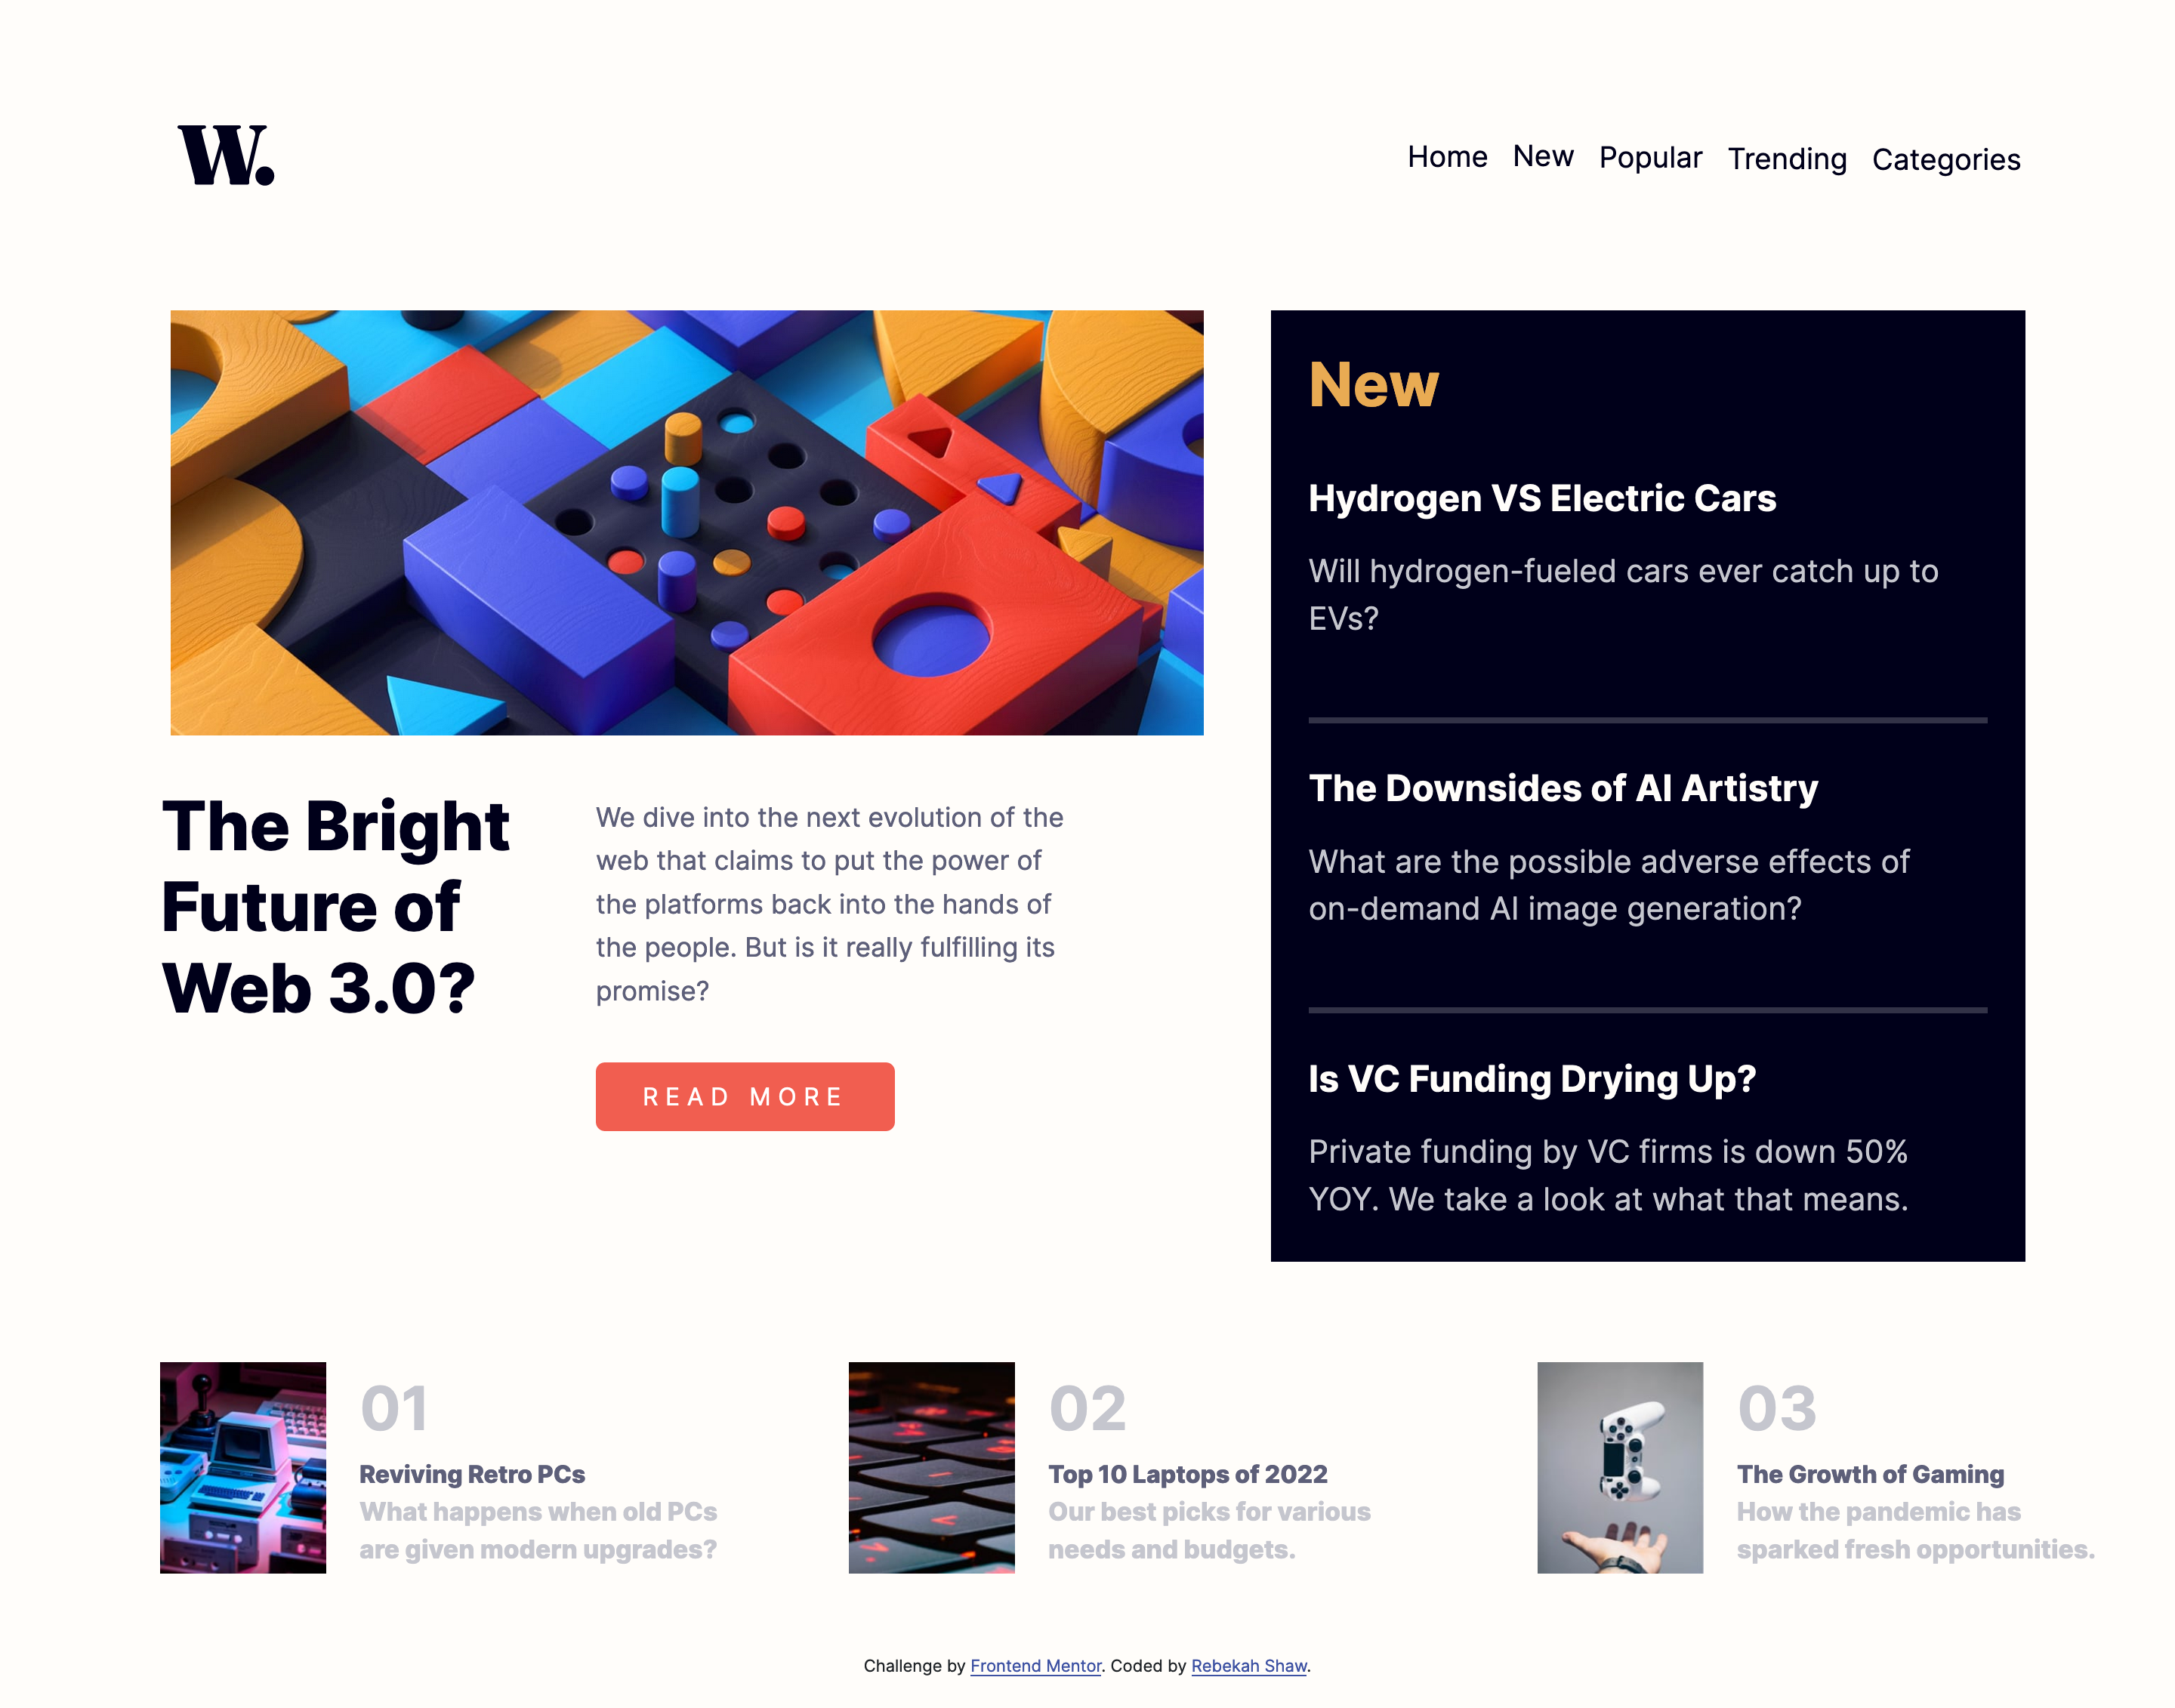 W.
Home New Popular Trending Categories
The Bright
Future of
Web 3.0?
We dive into the next evolution of the
web that claims to put the power of
the platforms back into the hands of
the people. But is it really fulfilling its
promise?
READ MORE
New
Hydrogen VS Electric Cars
Will hydrogen-fueled cars ever catch up to
EVs?
The Downsides of AI Artistry
What are the possible adverse effects of
on-demand AI image generation?
Is VC Funding Drying Up?
Private funding by VC firms is down 50%
YOY. We take a look at what that means.
01
Reviving Retro PCs
What happens when old PCs
are given modern upgrades?
02
Top 10 Laptops of 2022
Our best picks for various
needs and budgets.
03
The Growth of Gaming
How the pandemic has
sparked fresh opportunities.
Challenge by Frontend Mentor. Coded by Rebekah Shaw.